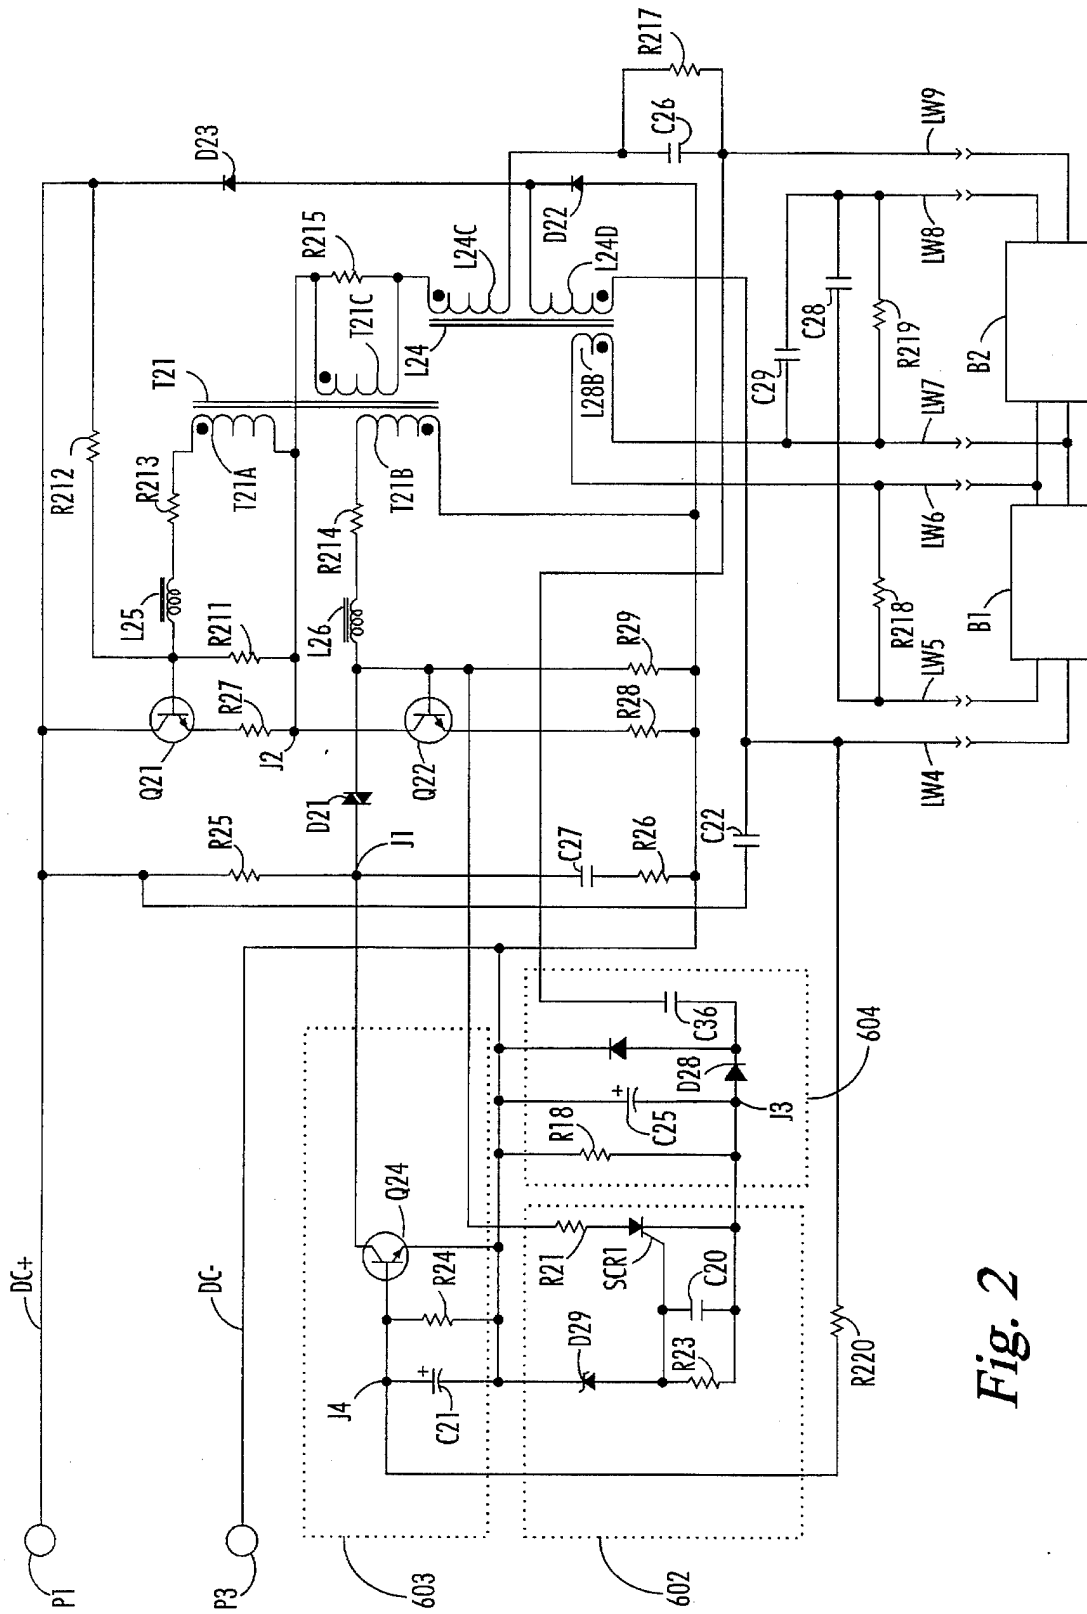 P1
DC+
P3
DC-
R25
Q21
R27
J2
R211
L25
R213
R212
T21A
T21
D23
D21
J1
Q22
L26
R214
T21B
T21C
R215
L24
L24C
C27
R26
R28
R29
L28B
L24D
D22
R217
C26
C22
603
J4
C21
R24
Q24
602
D29
R23
C20
SCR1
R21
R18
C25
J3
D28
C36
604
R220
C29
C28
R218
R219
LW4
LW5
LW6
LW7
LW8
LW9
B1
B2
Fig. 2